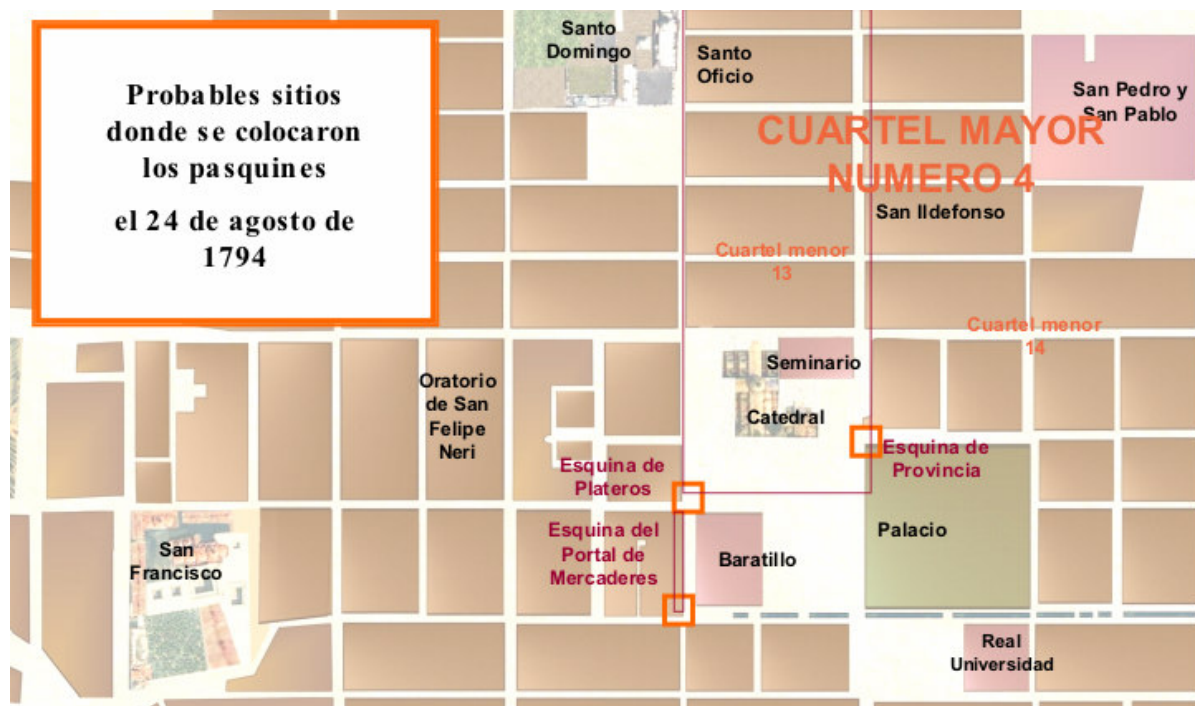 Probables sitios
donde se colocaron
los pasquines
el 24 de agosto de
1794
Santo
Domingo
Santo
Oficio
San Pedro y
San Pablo
CUARTEL MAYOR
NUMERO 4
San Ildefonso
Cuartel menor
13
Cuartel menor
14
Seminario
Catedral
Oratorio
de San
Felipe
Neri
Esquina de
Provincia
Esquina de
Plateros
Esquina del
Portal de
Mercaderes
Baratillo
Palacio
San
Francisco
Real
Universidad